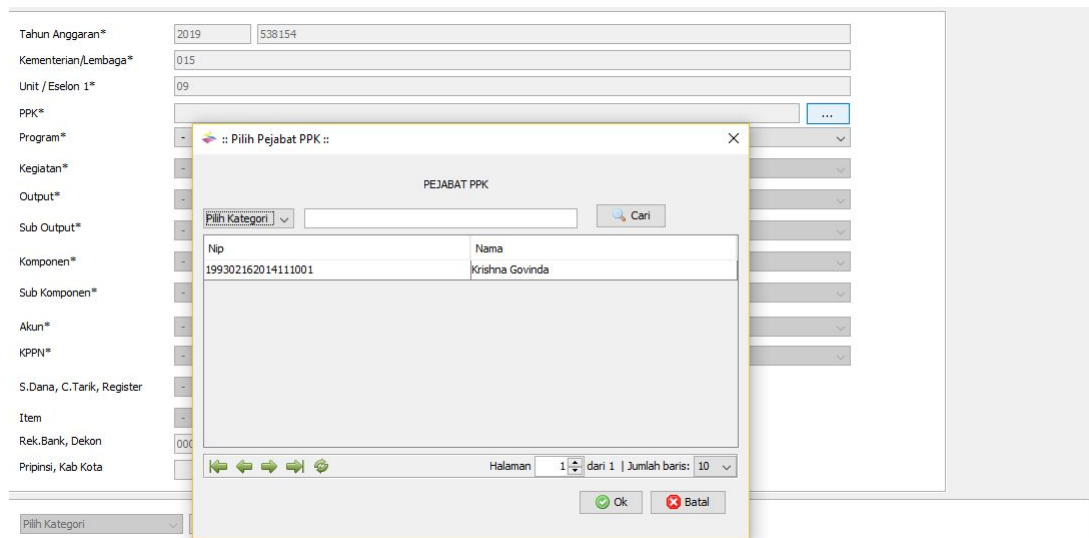 Tahun Anggaran* 2019 538154
Kementerian/Lembaga* 015
Unit / Eselon 1* 09
PPK* ...
Program* -
:: Pilih Pejabat PPK ::
Kegiatan* -
PEJABAT PPK
Output* -
Pilih Kategori Cari
Sub Output* -
Nip Nama
Komponen* -
199302162014111001 Krishna Govinda
Sub Komponen* -
Akun* -
KPPN* -
S.Dana, C.Tarik, Register -
Item -
Rek.Bank, Dekon 000
Pripinsi, Kab Kota
Halaman 1 dari 1 | Jumlah baris: 10
Ok Batal
Pilih Kategori